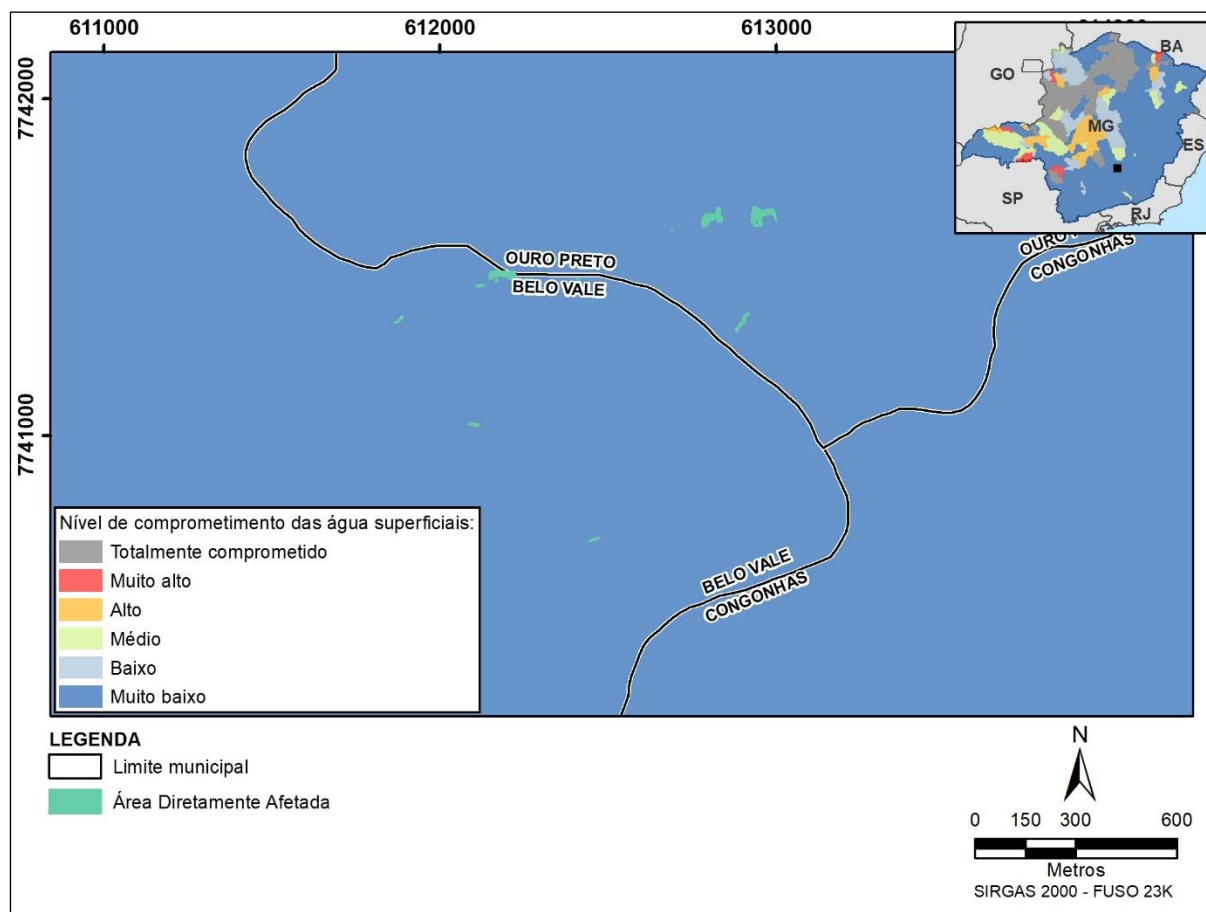 611000
612000
613000
7742000
7741000
GO
BA
MG
ES
SP
RJ
OURO PRETO
BELO VALE
CONGONHAS
BELO VALE
CONGONHAS
Nível de comprometimento das água superficiais:
Totalmente comprometido
Muito alto
Alto
Médio
Baixo
Muito baixo
LEGENDA
Limite municipal
Área Diretamente Afetada
N
0 150 300 600
Metros
SIRGAS 2000 - FUSO 23K